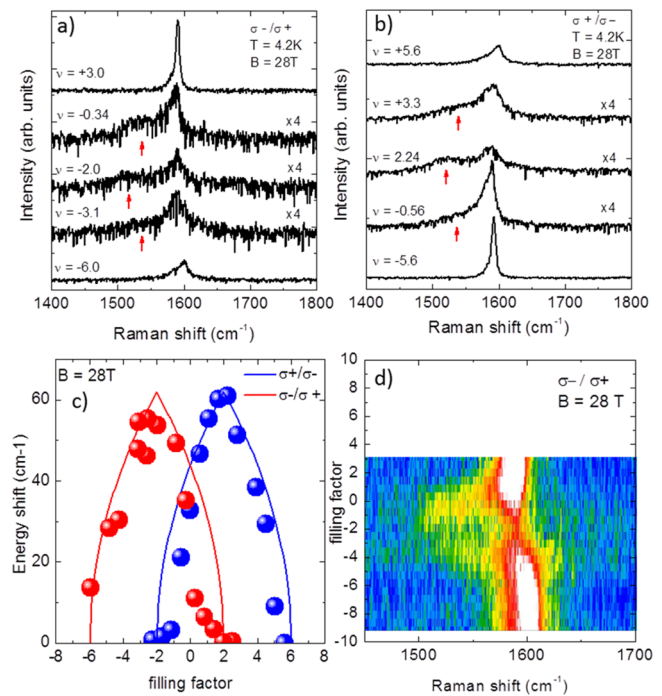 a)
σ -/σ +
T = 4.2K
B = 28T
ν = +3.0
ν = -0.34
x4
ν = -2.0
x4
ν = -3.1
x4
ν = -6.0
Intensity (arb. units)
1400 1500 1600 1700 1800
Raman shift (cm-1)
b)
σ +/σ−
T = 4.2K
B = 28T
ν = +5.6
ν = +3.3
x4
ν = 2.24
x4
ν = -0.56
x4
ν = -5.6
Intensity (arb. units)
1400 1500 1600 1700 1800
Raman shift (cm-1)
B = 28T
c)
σ+/σ-
σ-/σ +
60
40
20
0
Energy shift (cm-1)
-8 -6 -4 -2 0 2 4 6 8
filling factor
d)
σ− / σ+
B = 28 T
10
8
6
4
2
0
-2
-4
-6
-8
-10
filling factor
1500 1600 1700
Raman shift (cm-1)